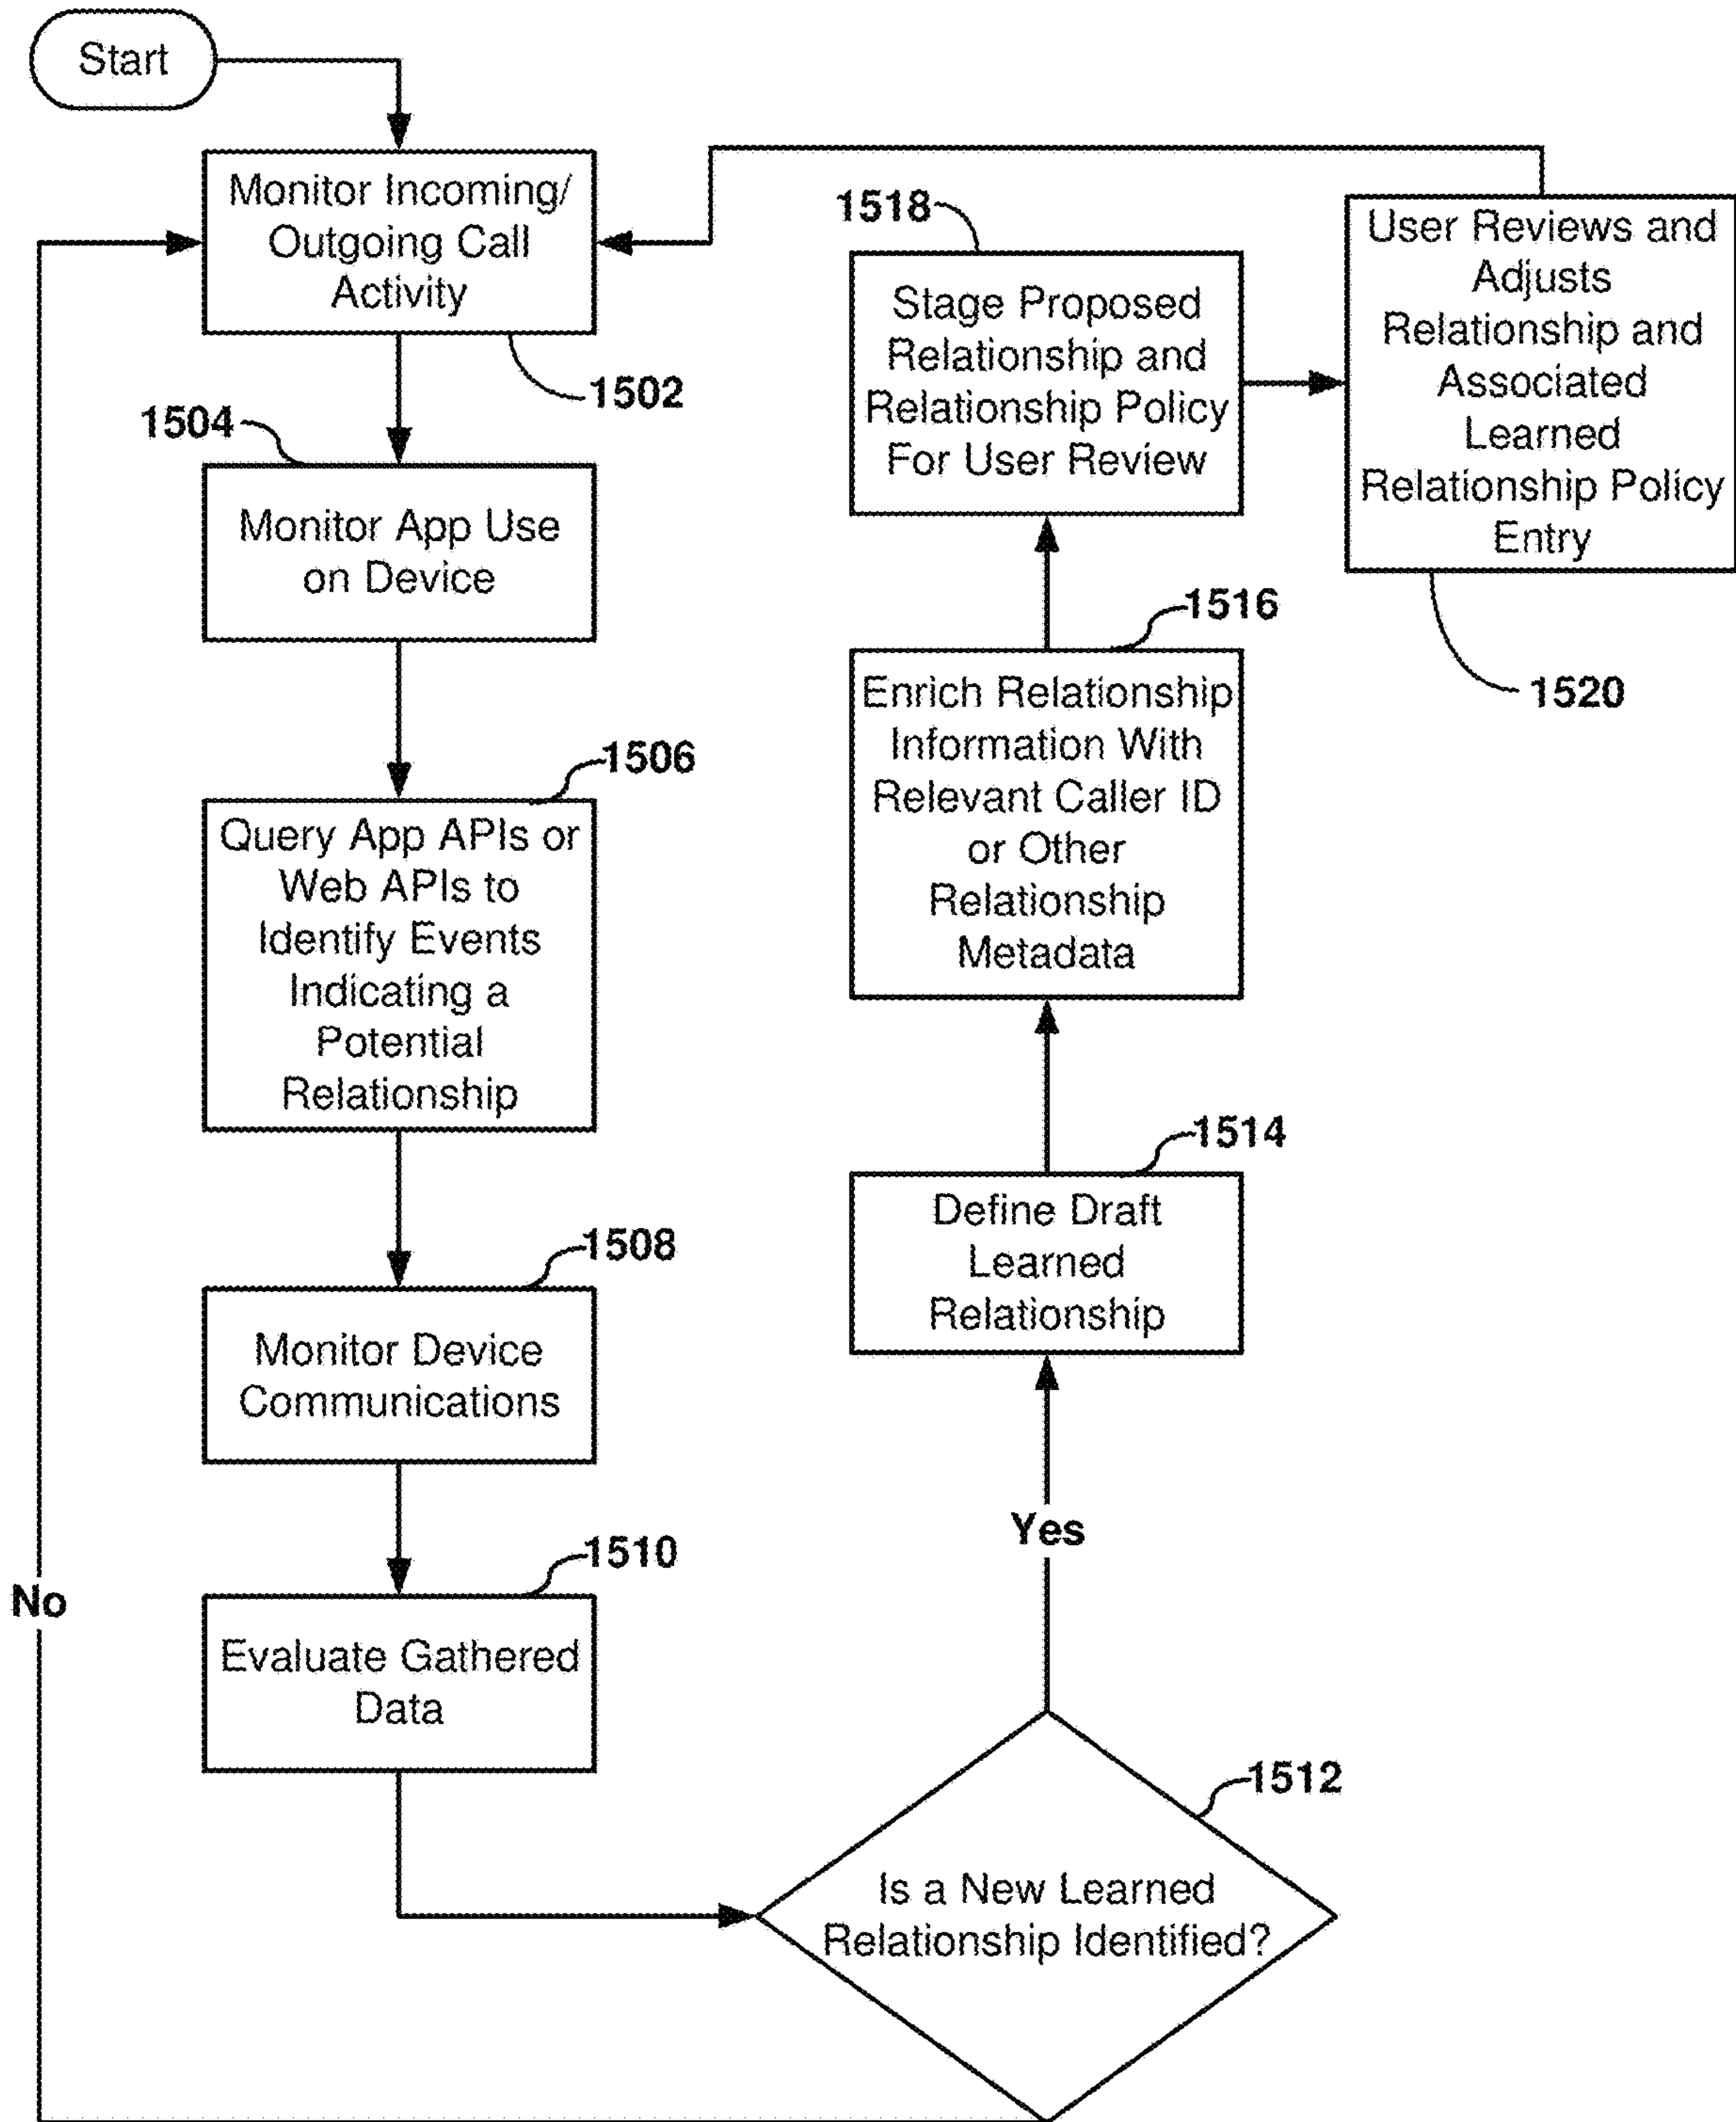 Start
Monitor Incoming/
Outgoing Call
Activity
1502
1504
Monitor App Use
on Device
1506
Query App APIs or
Web APIs to
Identify Events
Indicating a
Potential
Relationship
1508
Monitor Device
Communications
1510
Evaluate Gathered
Data
No
1512
Is a New Learned
Relationship Identified?
Yes
1514
Define Draft
Learned
Relationship
1516
Enrich Relationship
Information With
Relevant Caller ID
or Other
Relationship
Metadata
1518
Stage Proposed
Relationship and
Relationship Policy
For User Review
User Reviews and
Adjusts
Relationship and
Associated
Learned
Relationship Policy
Entry
1520